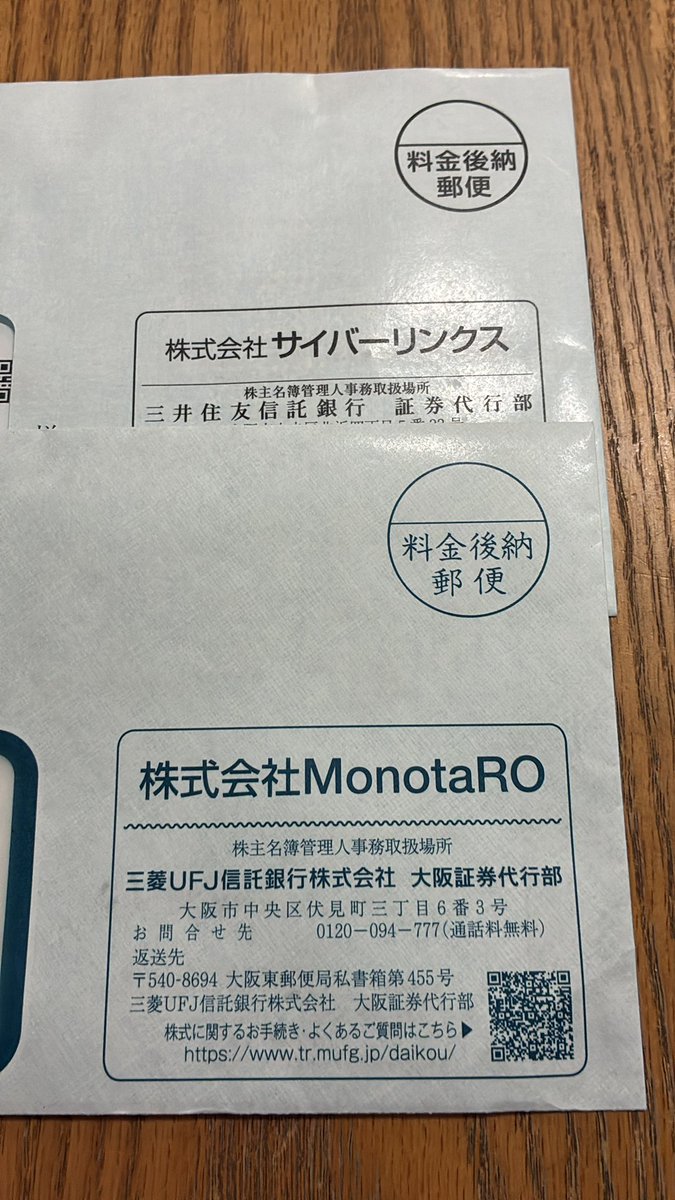 料金後納
郵便
株式会社 サイバーリンクス
株主名簿管理人事務取扱場所
三井住友信託銀行 証券代行部
料金後納
郵便
株式会社MonotaRO
株主名簿管理人事務取扱場所
三菱UFJ信託銀行株式会社 大阪証券代行部
大阪市中央区伏見町三丁目6番3号
お問合せ先 0120-094-777(通話料無料)
返送先
〒540-8694 大阪東郵便局私書箱第455号
三菱UFJ信託銀行株式会社 大阪証券代行部
株式に関するお手続き・よくあるご質問はこちら▶
https://www.tr.mufg.jp/daikou/